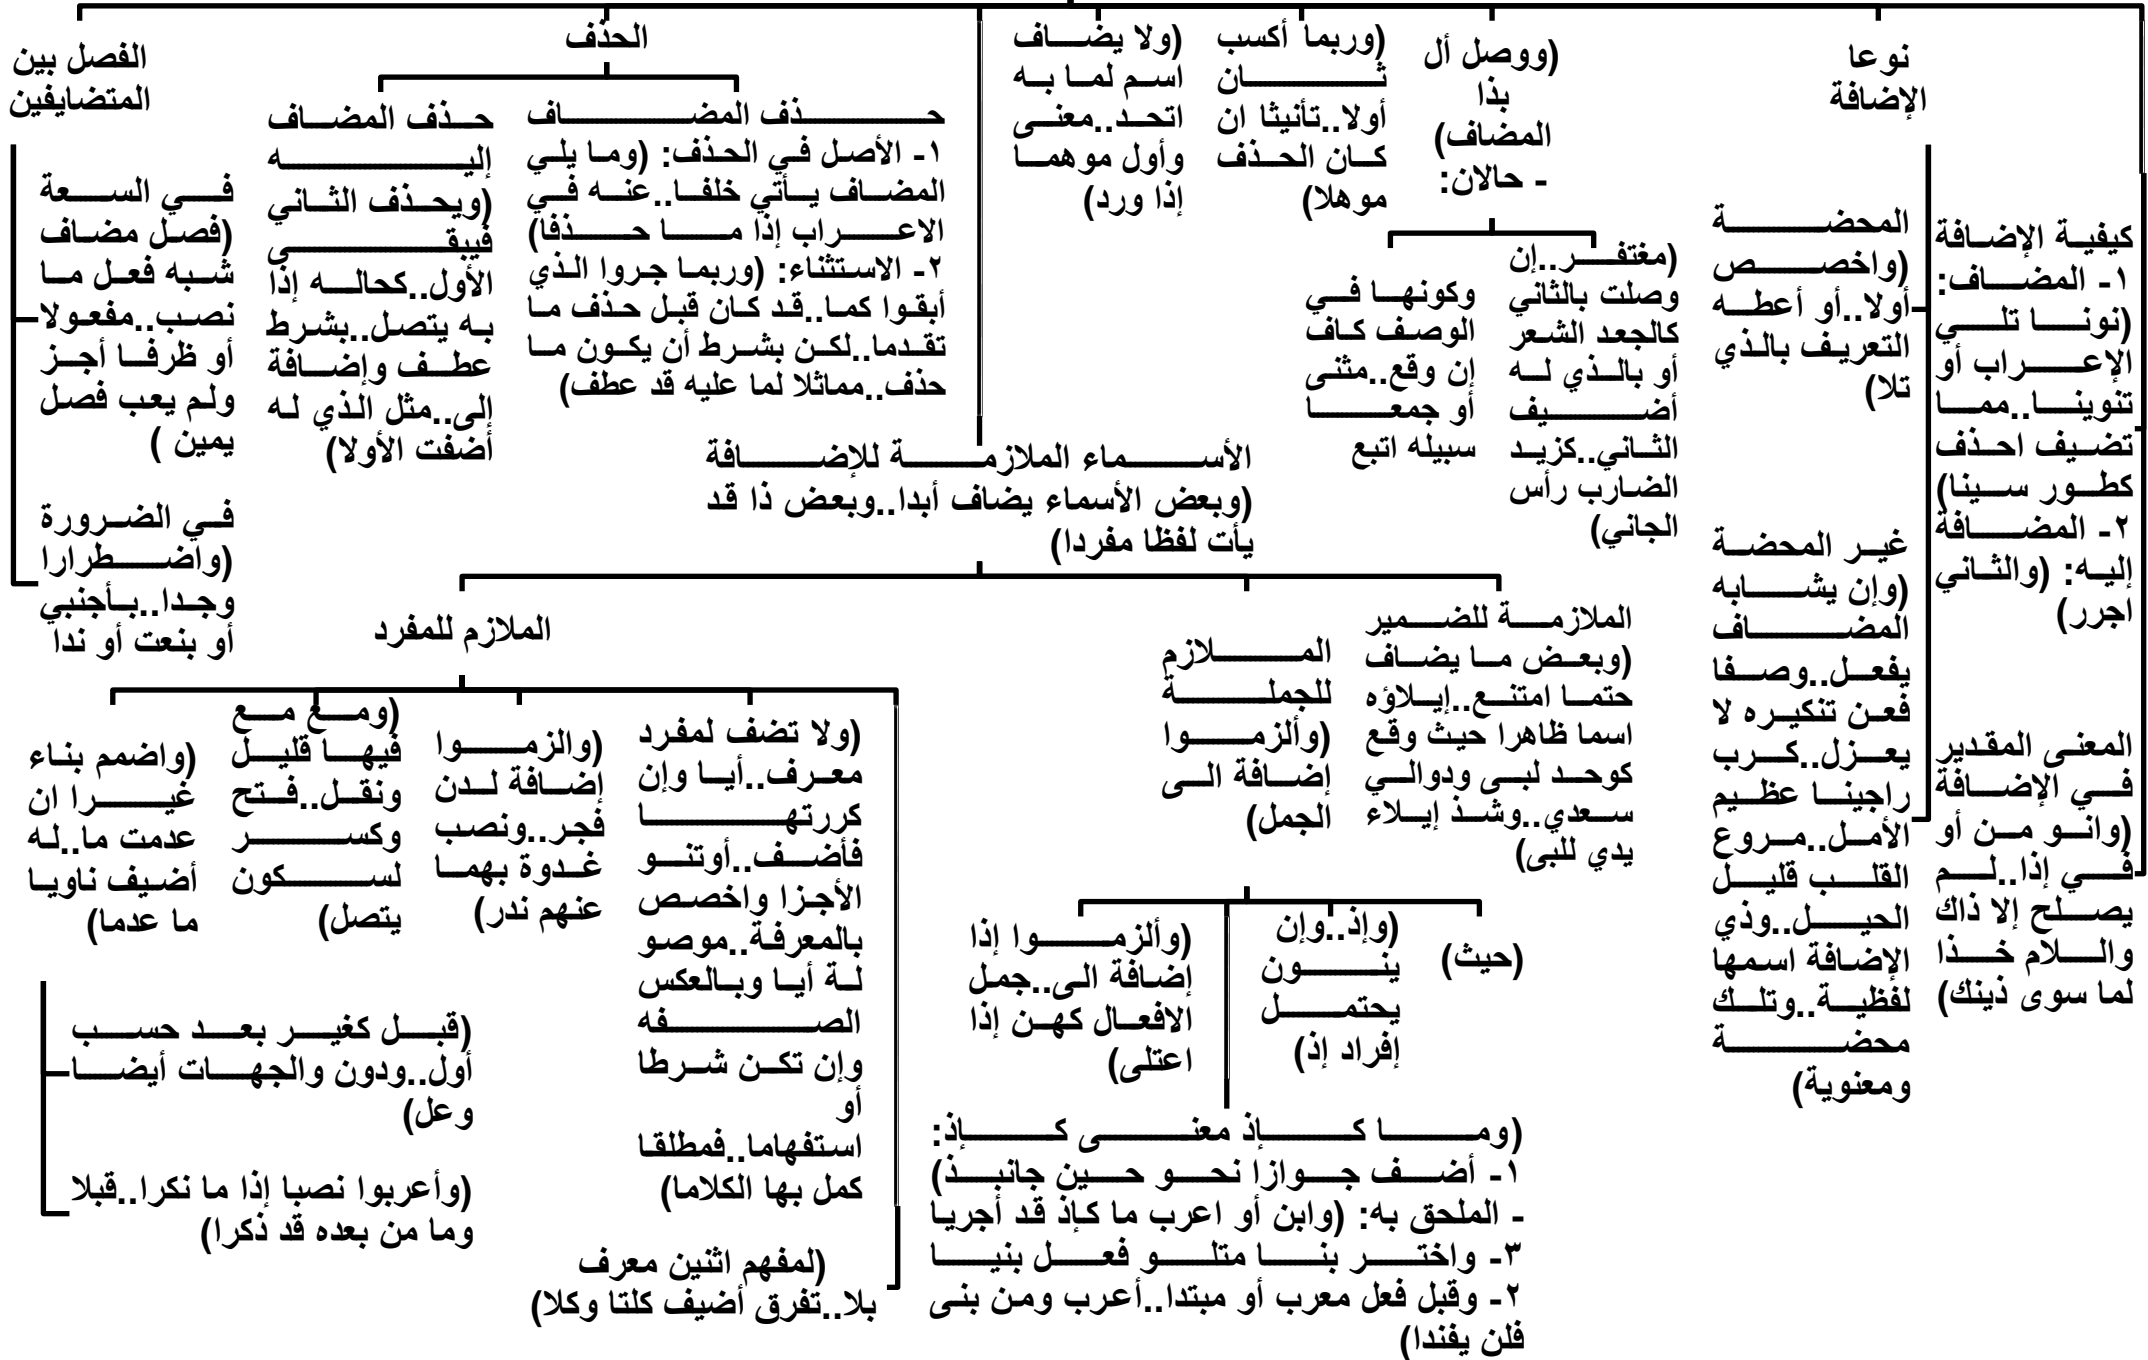 كيفية الإضافة
١- المضاف:
(نونا تلي
الإعراب أو
تنوينا..مما
تضيف احذف
كطور سينا)
٢- المضافة
إليه: (والثاني
اجرر)
المعنى المقدير
في الإضافة
(وانو من أو
في إذا..لم
يصلح إلا ذاك
والسلام خذا
لما سوى ذينك)
نوعا
الإضافة
المحضة
(واخصص
أولا..أو أعطه
التعريف بالذي
تلا)
غير المحضة
(وإن يشابه
المضاف
يفعل..وصفا
فعن تنكيره لا
يعزل..كرب
راجينا عظيم
الأمل..مروع
القلب قليل
الحيل..وذي
الإضافة اسمها
لفظية..وتلك
محضة
ومعنوية)
(ووصل أل
بذا
المضاف)
- حالان:
(مغتفر..إن
وصلت بالثاني
كالجعد الشعر
أو بالذي له
أضيف
الثاني..كزيد
الضارب رأس
الجاني)
وكونها في
الوصف كاف
إن وقع..مثنى
أو جمعا
سبيله اتبع
(وربما أكسب
ثان
أولا..تأنيثا ان
كان الحذف
موهلا)
(ولا يضاف
اسم لما به
اتحد..معنى
وأول موهما
إذا ورد)
الأسماء الملازمة للإضافة
(وبعض الأسماء يضاف أبدا..وبعض ذا قد
يأت لفظا مفردا)
الملازمة للضمير
(وبعض ما يضاف
حتما امتنع..إيلاؤه
اسما ظاهرا حيث وقع
كوحد لبى ودوالي
سعدي..وشذ إيلاء
يدي للبى)
الملازم
للجملة
(وألزموا
إضافة الى
الجمل)
(حيث)
(وإذ..وإن
ينون
يحتمل
إفراد إذ)
(وما كإذ معنى كإذ:
١- أضف جوازا نحو حين جانبذ)
- الملحق به: (وابن أو اعرب ما كإذ قد أجريا
٣- واختر بنا متلو فعل بنيا
٢- وقبل فعل معرب أو مبتدا..أعرب ومن بنى
فلن يفندا)
(وألزموا إذا
إضافة الى..جمل
الافعال كهن إذا
اعتلى)
الملازم للمفرد
(لمفهم اثنين معرف
بلا..تفرق أضيف كلتا وكلا)
(ولا تضف لمفرد
معرف..أيا وإن
كررتها
فأضف..أوتنو
الأجزا واخصص
بالمعرفة..موصو
لة أيا وبالعكس
الصفه
وإن تكن شرطا
أو
استفهاما..فمطلقا
كمل بها الكلاما)
(والزموا
إضافة لدن
فجر..ونصب
غدوة بهما
عنهم ندر)
(ومع مع
فيها قليل
ونقل..فتح
وكسر
لسكون
يتصل)
(واضمم بناء
غيرا ان
عدمت ما..له
أضيف ناويا
ما عدما)
(قبل كغير بعد حسب
أول..ودون والجهات أيضا
وعل)
(وأعربوا نصبا إذا ما نكرا..قبلا
وما من بعده قد ذكرا)
الحذف
حذف المضاف
١- الأصل في الحذف: (وما يلي
المضاف يأتي خلفا..عنه في
الاعراب إذا ما حذفا)
٢- الاستثناء: (وربما جروا الذي
أبقوا كما..قد كان قبل حذف ما
تقدما..لكن بشرط أن يكون ما
حذف..مماثلا لما عليه قد عطف)
حذف المضاف
إليه
(ويحذف الثاني
فيبقى
الأول..كحاله إذا
به يتصل..بشرط
عطف وإضافة
إلى..مثل الذي له
أضفت الأولا)
الفصل بين
المتضايفين
في السعة
(فصل مضاف
شبه فعل ما
نصب..مفعولا
أو ظرفا أجز
ولم يعب فصل
يمين )
في الضرورة
(واضطرارا
وجدا..بأجنبي
أو بنعت أو ندا